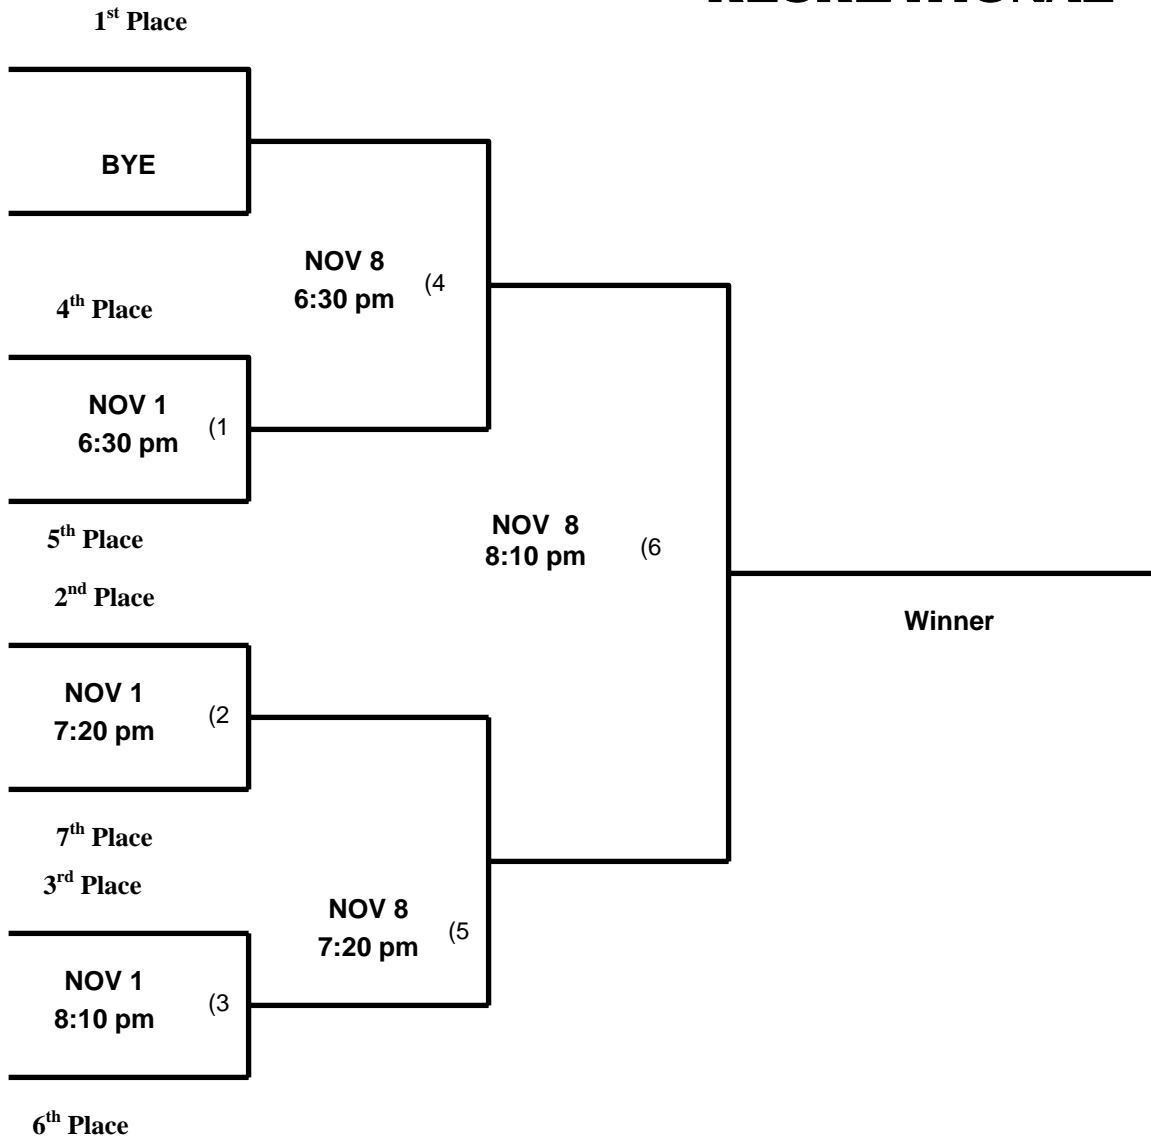 RECREATIONAL
1st Place
BYE
NOV 8
6:30 pm
(4
4th Place
NOV 1
6:30 pm
(1
5th Place
NOV  8
8:10 pm
(6
2nd Place
Winner
NOV 1
7:20 pm
(2
7th Place
3rd Place
NOV 8
7:20 pm
(5
NOV 1
8:10 pm
(3
6th Place